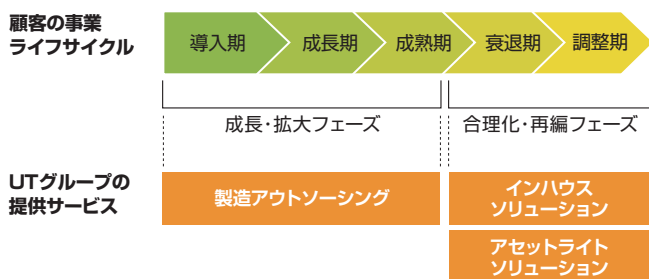 顧客の事業
ライフサイクル
導入期
成長期
成熟期
衰退期
調整期
成長・拡大フェーズ
合理化・再編フェーズ
UTグループの
提供サービス
製造アウトソーシング
インハウス
ソリューション
アセットライト
ソリューション